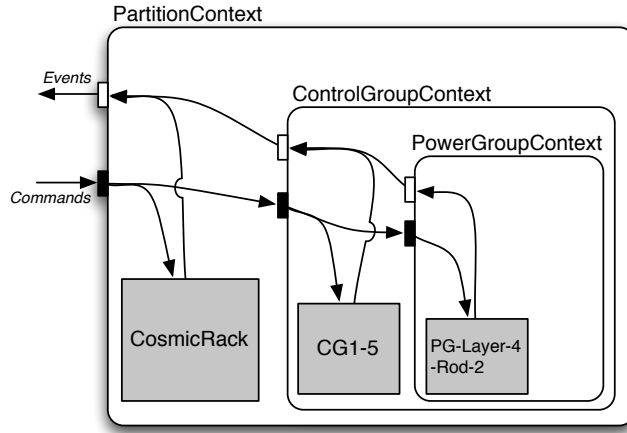 PartitionContext
Events
ControlGroupContext
PowerGroupContext
Commands
CosmicRack
CG1-5
PG-Layer-4
-Rod-2